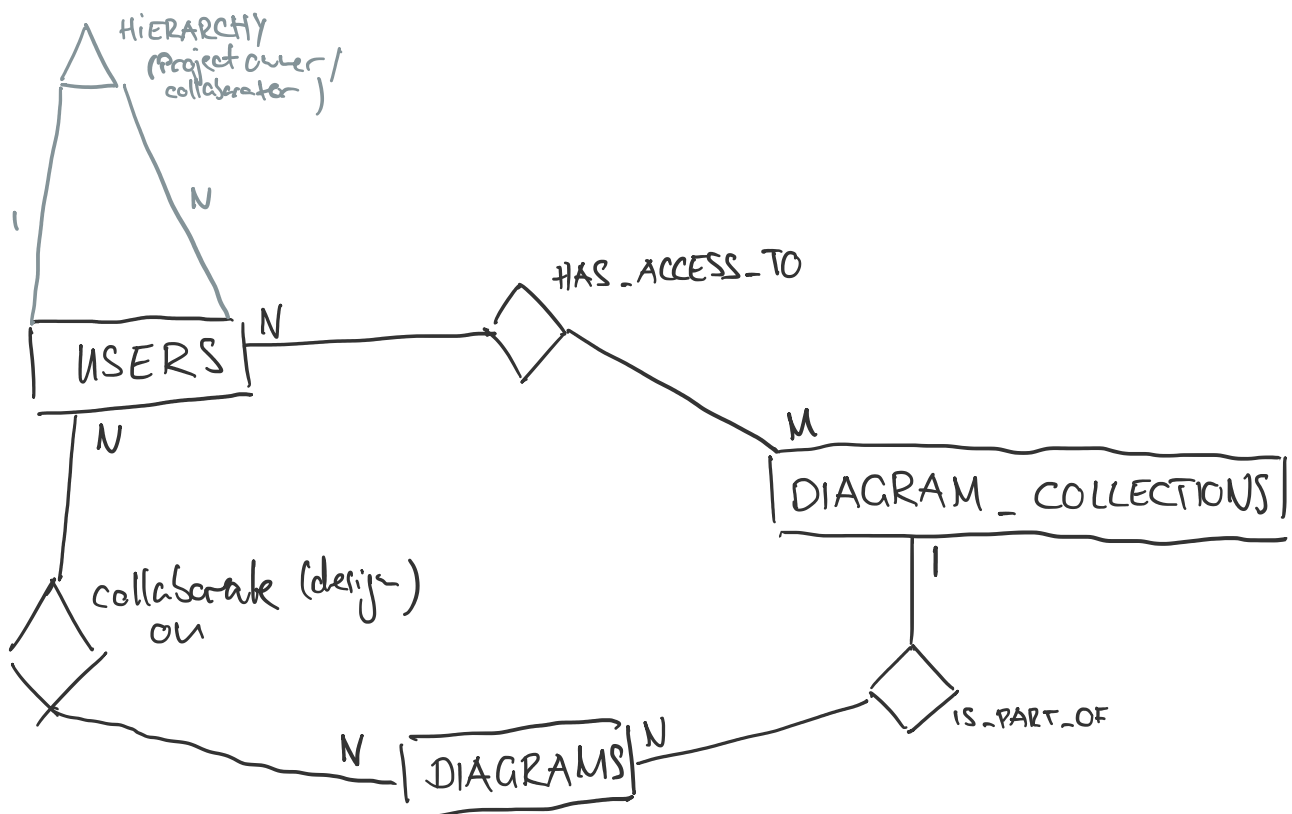 HiERARCHY
(Project owner/
collaborator)
1
N
HAS_ACCESS_TO
N
USERS
N
M
DIAGRAM_COLLECTIONS
1
collaborate (design)
on
IS_PART_OF
N
N
DIAGRAMS